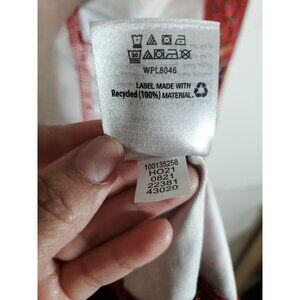 WPL8046
LABEL MADE WITH
Recycled (100%) MATERIAL.
100135258
HO21
0821
22381
43020